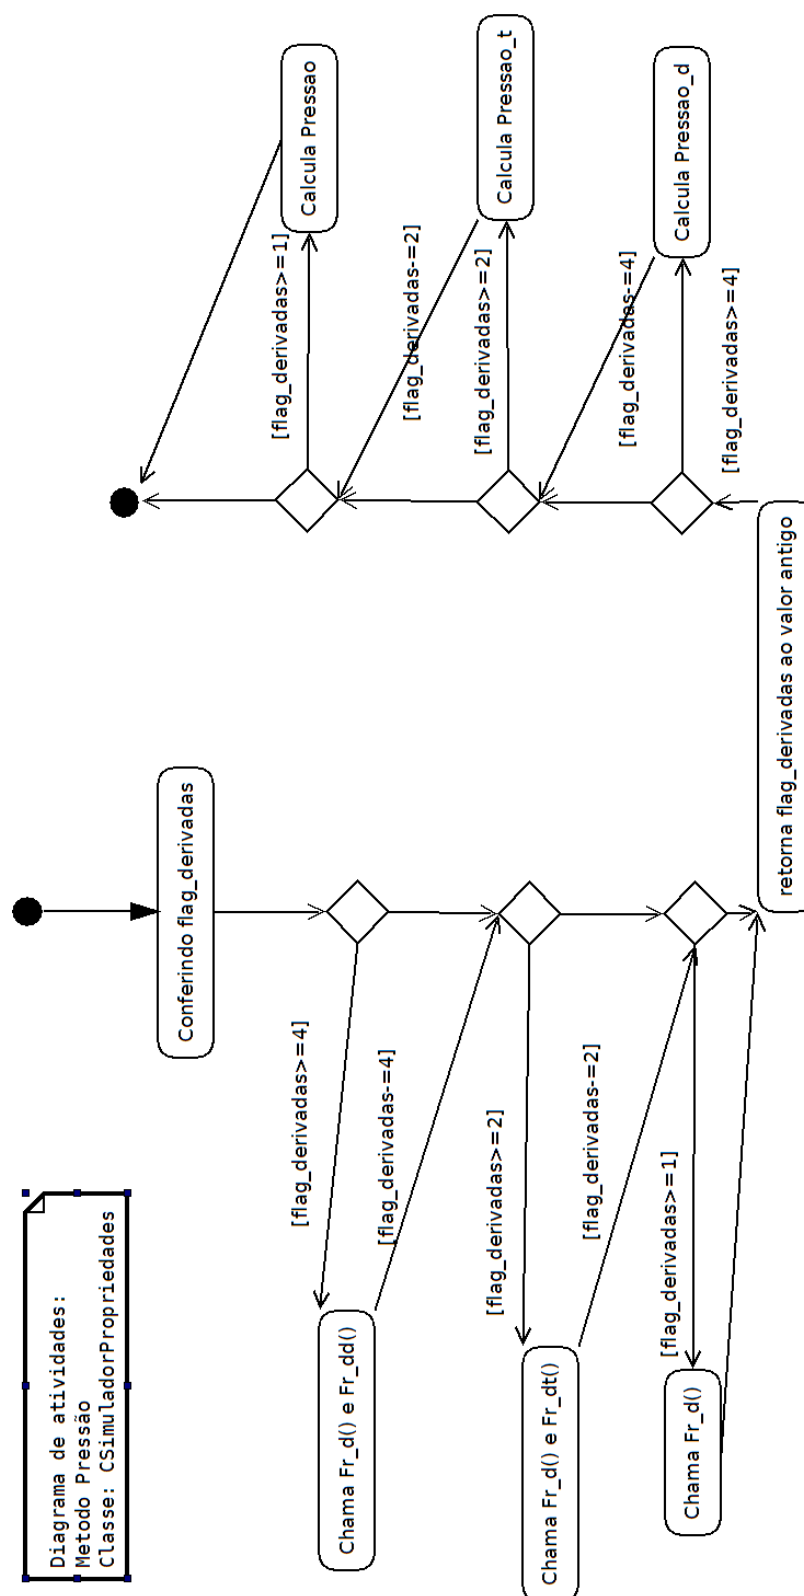 Diagrama de atividades:
Metodo Pressão
Classe: CSimuladorPropriedades
Conferindo flag_derivadas
[flag_derivadas>=4]
Chama Fr_d() e Fr_dd()
[flag_derivadas-=4]
[flag_derivadas>=2]
Chama Fr_d() e Fr_dt()
[flag_derivadas-=2]
[flag_derivadas>=1]
Chama Fr_d()
retorna flag_derivadas ao valor antigo
[flag_derivadas>=4]
Calcula Pressao_d
[flag_derivadas-=4]
[flag_derivadas>=2]
Calcula Pressao_t
[flag_derivadas-=2]
[flag_derivadas>=1]
Calcula Pressao